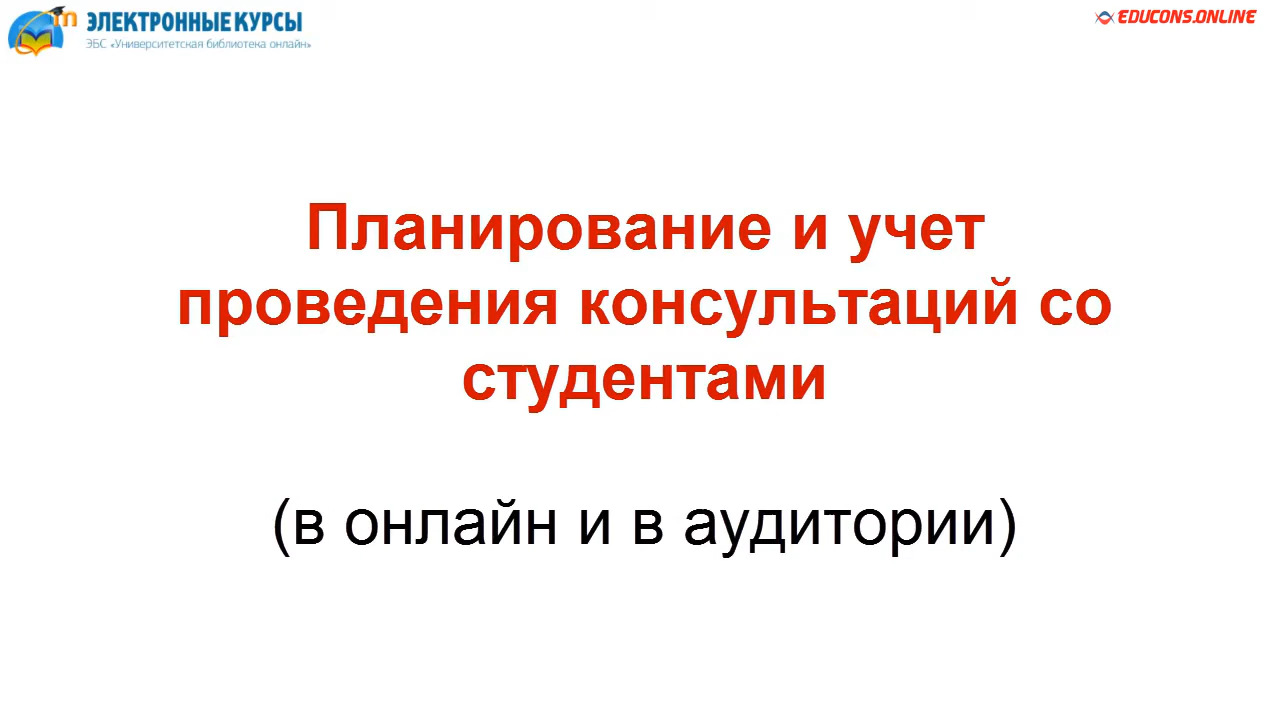 ЭЛЕКТРОННЫЕ КУРСЫ
ЭБС «Университетская библиотека онлайн»
EDUCONS.ONLINE
Планирование и учет
проведения консультаций со
студентами
(в онлайн и в аудитории)